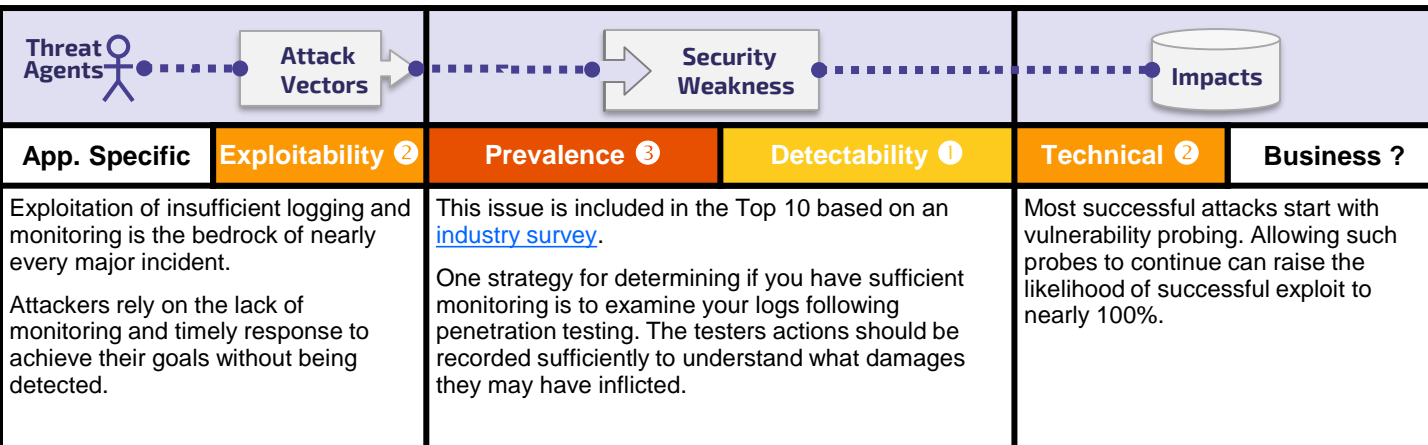 Threat
Agents
Attack
Vectors
Security
Weakness
Impacts
App. Specific
Exploitability ❷
Prevalence ❸
Detectability ❶
Technical ❷
Business ?
Exploitation of insufficient logging and
monitoring is the bedrock of nearly
every major incident.
Attackers rely on the lack of
monitoring and timely response to
achieve their goals without being
detected.
This issue is included in the Top 10 based on an
industry survey.
One strategy for determining if you have sufficient
monitoring is to examine your logs following
penetration testing. The testers actions should be
recorded sufficiently to understand what damages
they may have inflicted.
Most successful attacks start with
vulnerability probing. Allowing such
probes to continue can raise the
likelihood of successful exploit to
nearly 100%.